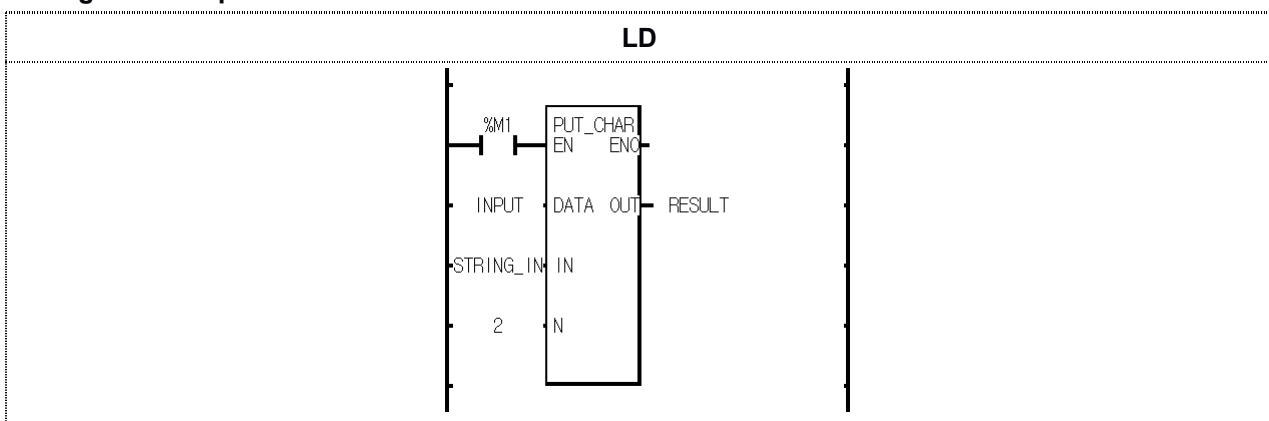 LD
%M1
PUT_CHAR
EN ENO
INPUT DATA OUT RESULT
STRING_IN IN
2 N